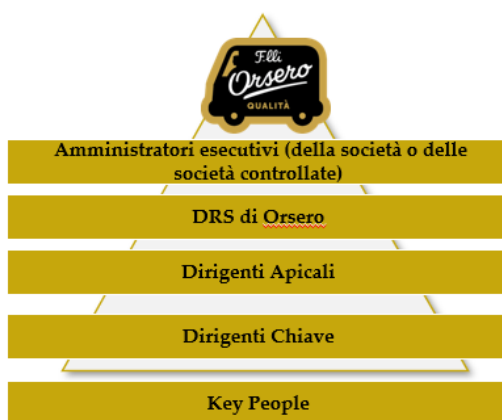 F.lli
Orsero
QUALITÀ
Amministratori esecutivi (della società o delle
società controllate)
DRS di Orsero
Dirigenti Apicali
Dirigenti Chiave
Key People